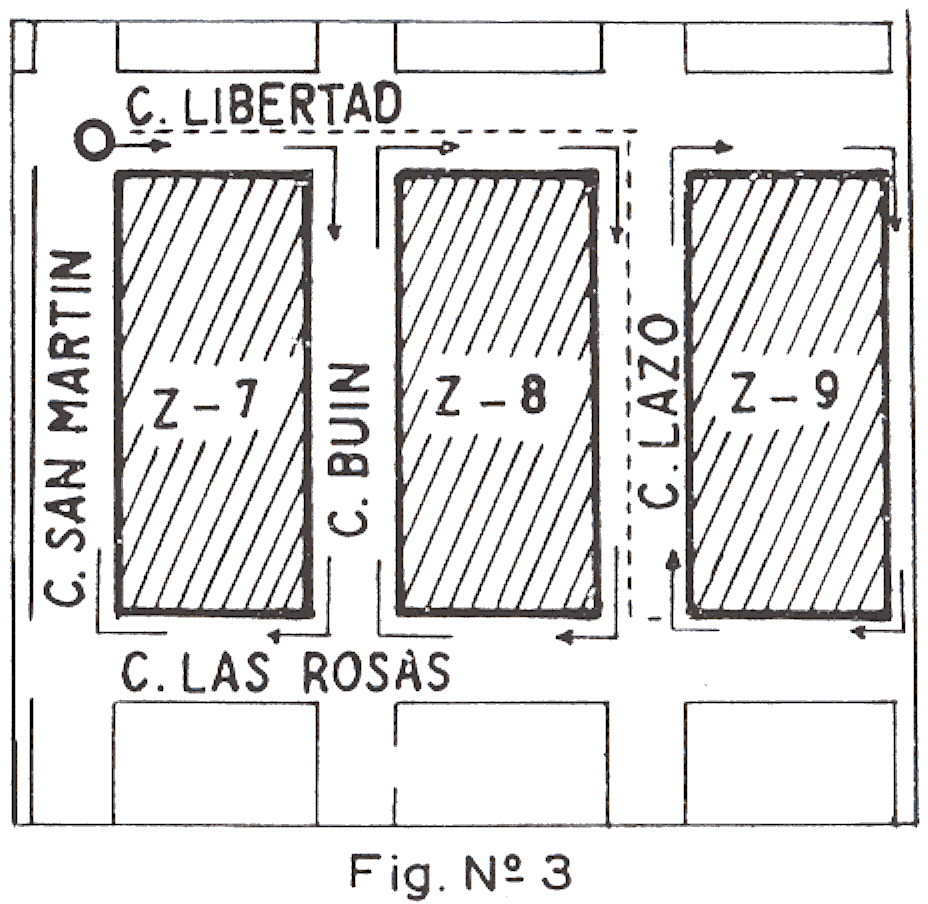 C. LIBERTAD
C. SAN MARTIN
Z-7
C. BUIN
Z-8
C. LAZO
Z-9
C. LAS ROSAS
Fig. Nº 3